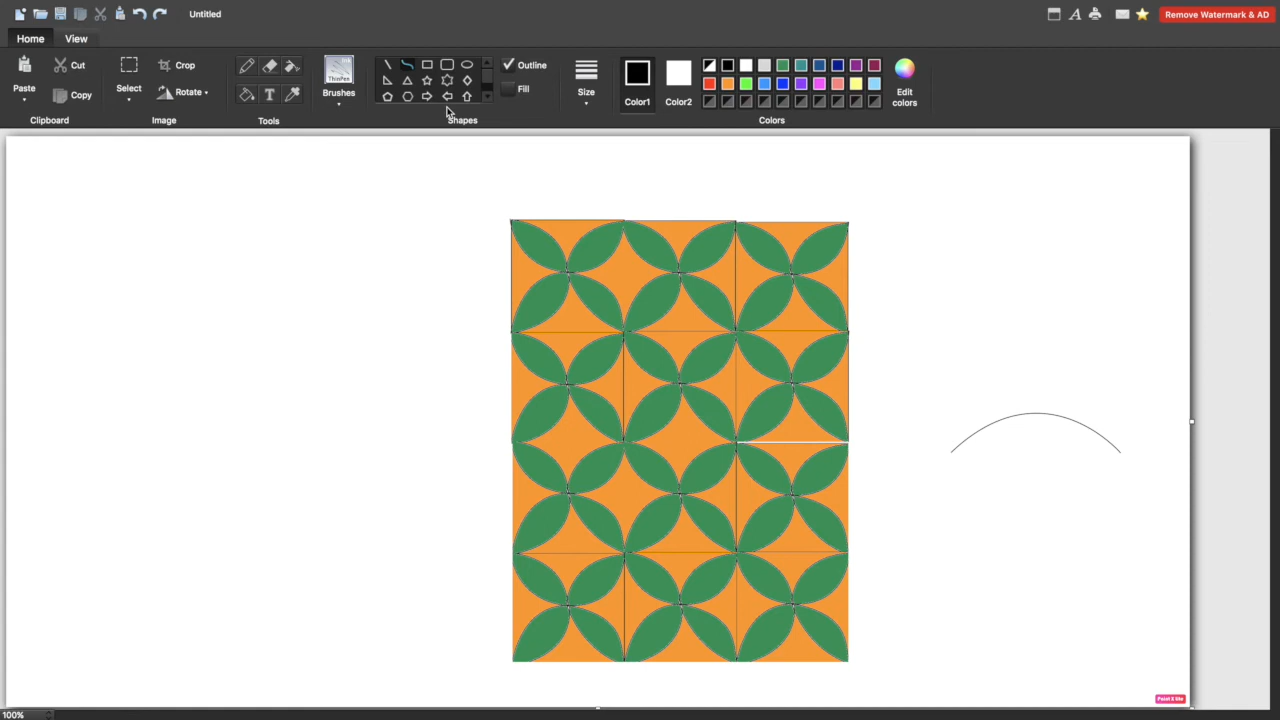 Untitled
Remove Watermark & AD
Home
View
Paste
Cut
Copy
Clipboard
Select
Crop
Rotate
Image
Tools
ThinPen
Brushes
Outline
Fill
Shapes
Size
Color1
Color2
Edit
colors
Colors
100%